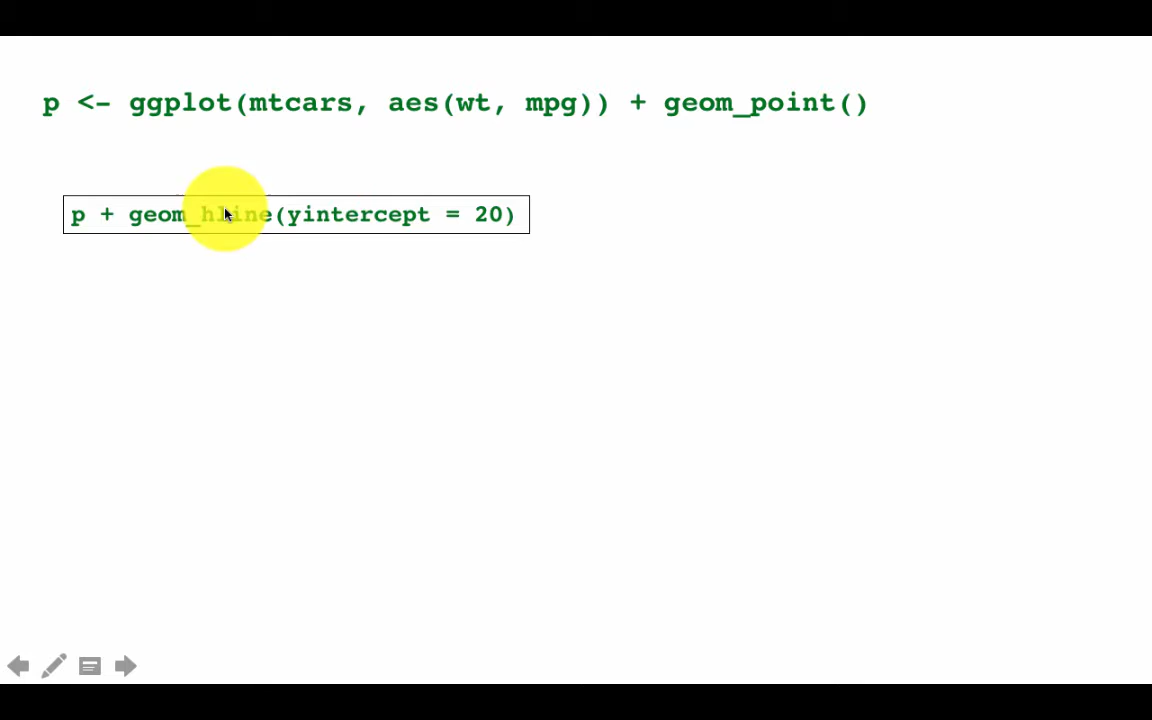 p <- ggplot(mtcars, aes(wt, mpg)) + geom_point()
p + geom_hline(yintercept = 20)